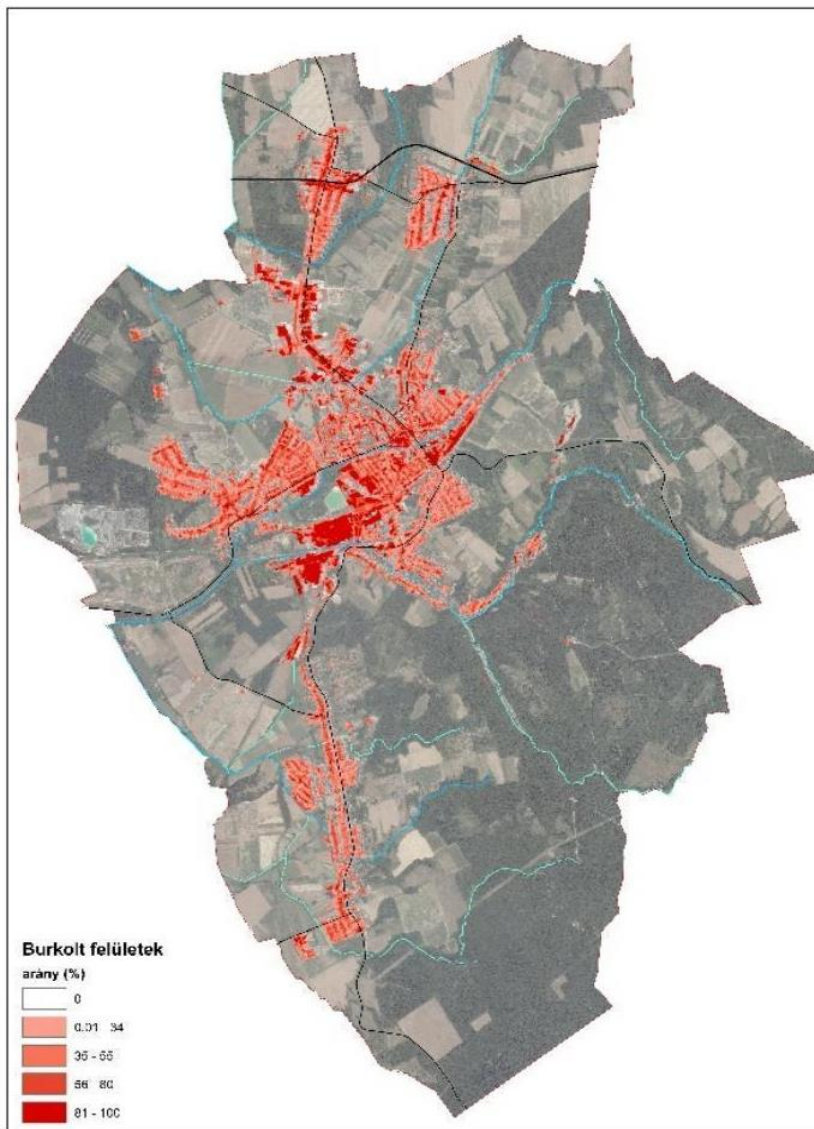 Burkolt felületek
arány (%)
0
0.01 - 34
35 - 55
56 - 80
81 - 100